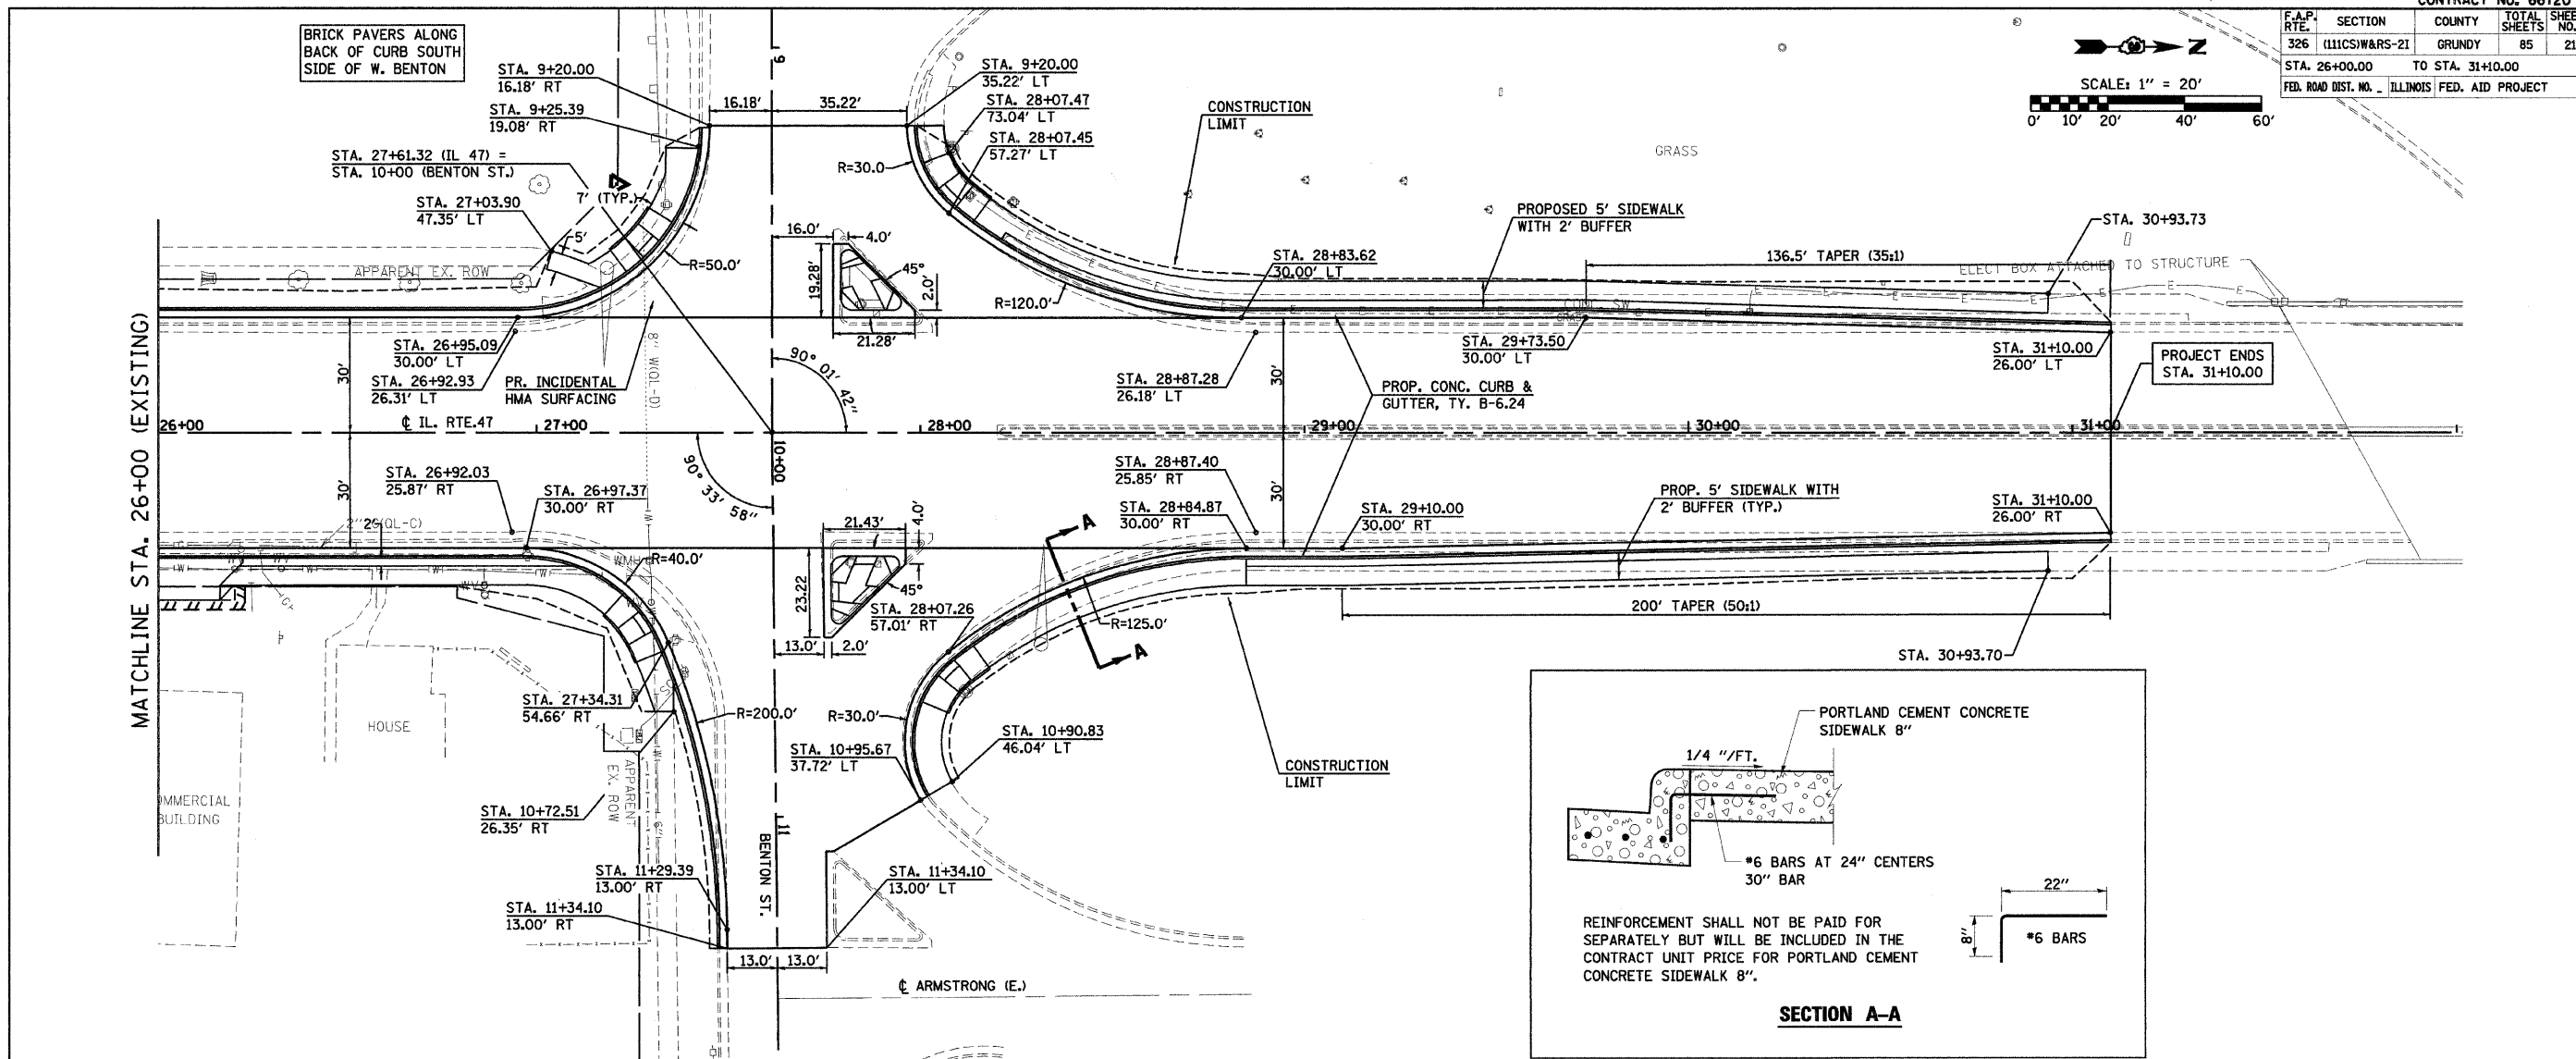 CONTRACT NO. 66720
F.A.P. RTE.
SECTION
COUNTY
TOTAL SHEETS
326
(111CS)W&RS-2I
GRUNDY
85
21
STA. 26+00.00 TO STA. 31+10.00
FED. ROAD DIST. NO. _
ILLINOIS
FED. AID PROJECT
N
SCALE: 1" = 20'
0' 10' 20' 40' 60'
BRICK PAVERS ALONG
BACK OF CURB SOUTH
SIDE OF W. BENTON
STA. 9+20.00
16.18' RT
STA. 9+25.39
19.08' RT
STA. 27+61.32 (IL 47) =
STA. 10+00 (BENTON ST.)
7' (TYP.)
STA. 27+03.90
47.35' LT
5'
APPARENT EX. ROW
16.18'
35.22'
9
STA. 9+20.00
35.22' LT
STA. 28+07.47
73.04' LT
STA. 28+07.45
57.27' LT
R=30.0
CONSTRUCTION
LIMIT
GRASS
16.0'
4.0'
19.28'
45°
2.0'
21.28'
R=50.0'
R=120.0'
PROPOSED 5' SIDEWALK
WITH 2' BUFFER
STA. 28+83.62
30.00' LT
136.5' TAPER (35:1)
STA. 30+93.73
ELECT BOX ATTACHED TO STRUCTURE
CONC. SW
GRASS
E
STA. 26+95.09
30.00' LT
STA. 26+92.93
26.31' LT
PR. INCIDENTAL
HMA SURFACING
8" W(QL-D)
90° 01' 42"
STA. 28+87.28
26.18' LT
STA. 29+73.50
30.00' LT
PROP. CONC. CURB &
GUTTER, TY. B-6.24
STA. 31+10.00
26.00' LT
PROJECT ENDS
STA. 31+10.00
MATCHLINE STA. 26+00 (EXISTING)
30'
30'
30'
30'
26+00
℄ IL. RTE.47
27+00
28+00
29+00
30+00
31+00
10+00
90° 33' 58"
STA. 26+92.03
25.87' RT
STA. 26+97.37
30.00' RT
R=40.0'
STA. 28+87.40
25.85' RT
STA. 28+84.87
30.00' RT
STA. 29+10.00
30.00' RT
PROP. 5' SIDEWALK WITH
2' BUFFER (TYP.)
STA. 31+10.00
26.00' RT
21.43'
4.0'
23.22
45°
13.0'
2.0'
STA. 28+07.26
57.01' RT
A
A
R=125.0'
200' TAPER (50:1)
STA. 30+93.70
HOUSE
STA. 27+34.31
54.66' RT
R=200.0'
R=30.0'
STA. 10+90.83
46.04' LT
STA. 10+95.67
37.72' LT
CONSTRUCTION
LIMIT
OMMERCIAL
BUILDING
APPARENT
EX. ROW
STA. 10+72.51
26.35' RT
11
BENTON ST.
STA. 11+29.39
13.00' RT
STA. 11+34.10
13.00' LT
STA. 11+34.10
13.00' RT
13.0'
13.0'
℄ ARMSTRONG (E.)
PORTLAND CEMENT CONCRETE
SIDEWALK 8"
1/4 "/FT.
#6 BARS AT 24" CENTERS
30" BAR
REINFORCEMENT SHALL NOT BE PAID FOR
SEPARATELY BUT WILL BE INCLUDED IN THE
CONTRACT UNIT PRICE FOR PORTLAND CEMENT
CONCRETE SIDEWALK 8".
22"
8"
#6 BARS
SECTION A-A